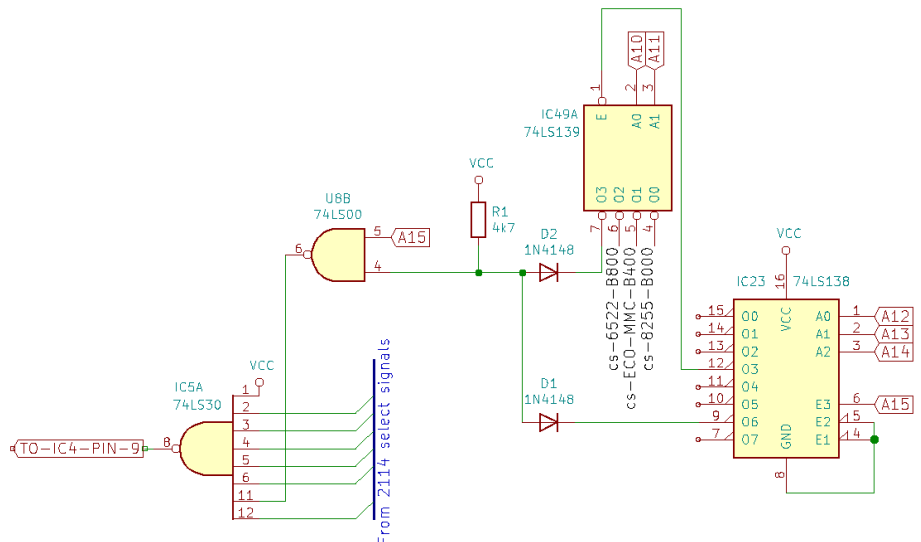 A10
A11
1
2
3
IC49A
74LS139
E
A0
A1
O3
O2
O1
O0
7
6
5
4
VCC
R1
4k7
U8B
74LS00
6
5
4
A15
D2
1N4148
cs-6522-B800
cs-ECO-MMC-B400
cs-8255-B000
VCC
16
IC23
74LS138
15
14
13
12
11
10
9
7
O0
O1
O2
O3
O4
O5
O6
O7
VCC
GND
A0
A1
A2
E3
E2
E1
1
2
3
6
5
4
A12
A13
A14
A15
8
D1
1N4148
VCC
IC5A
74LS30
1
2
3
4
5
6
11
12
8
TO-IC4-PIN-9
From 2114 select signals